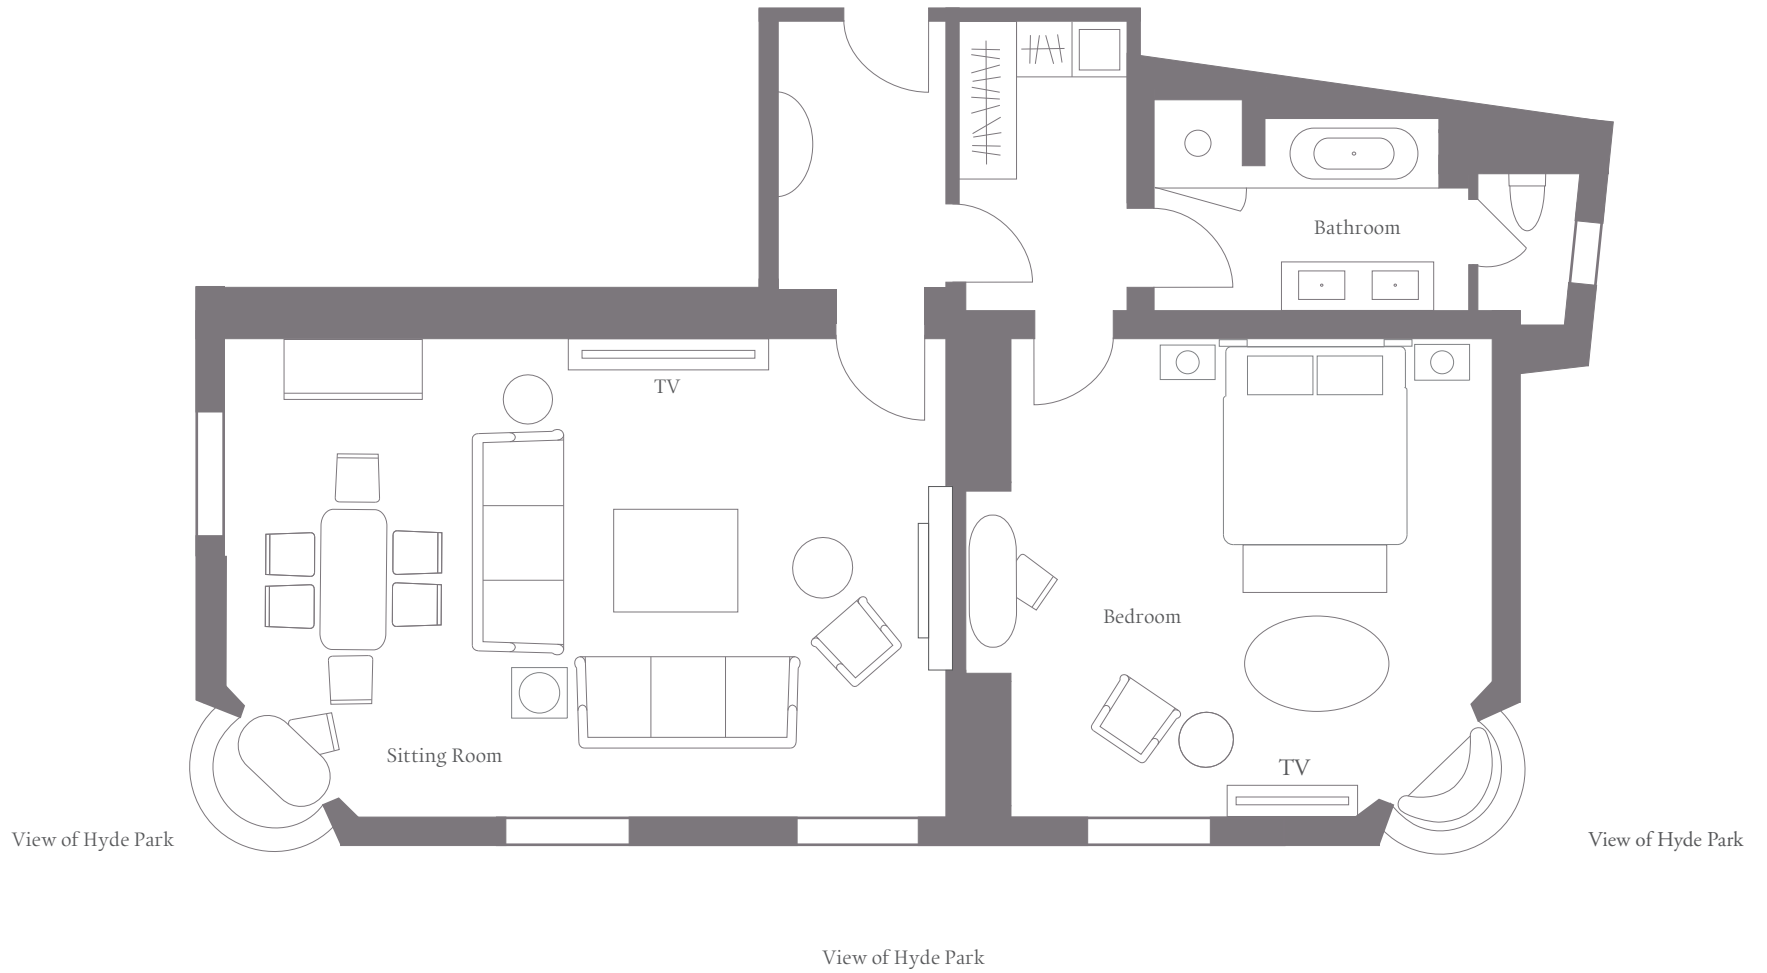 Bathroom
TV
Bedroom
Sitting Room
TV
View of Hyde Park
View of Hyde Park
View of Hyde Park